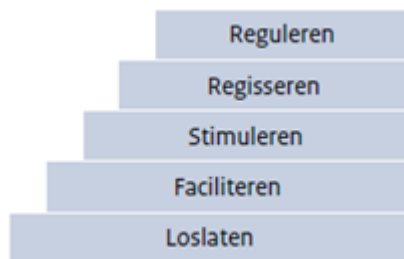 Reguleren
Regisseren
Stimuleren
Faciliteren
Loslaten